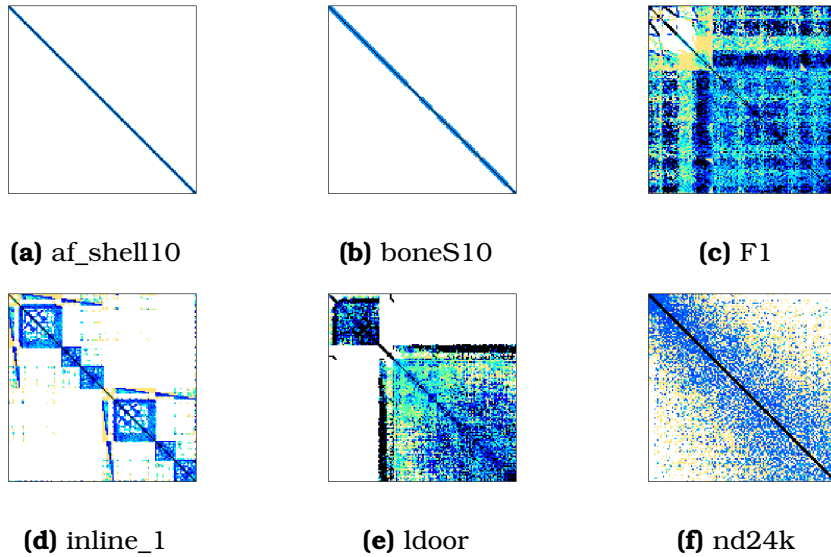 (a) af_shell10
(b) boneS10
(c) F1
(d) inline_1
(e) ldoor
(f) nd24k